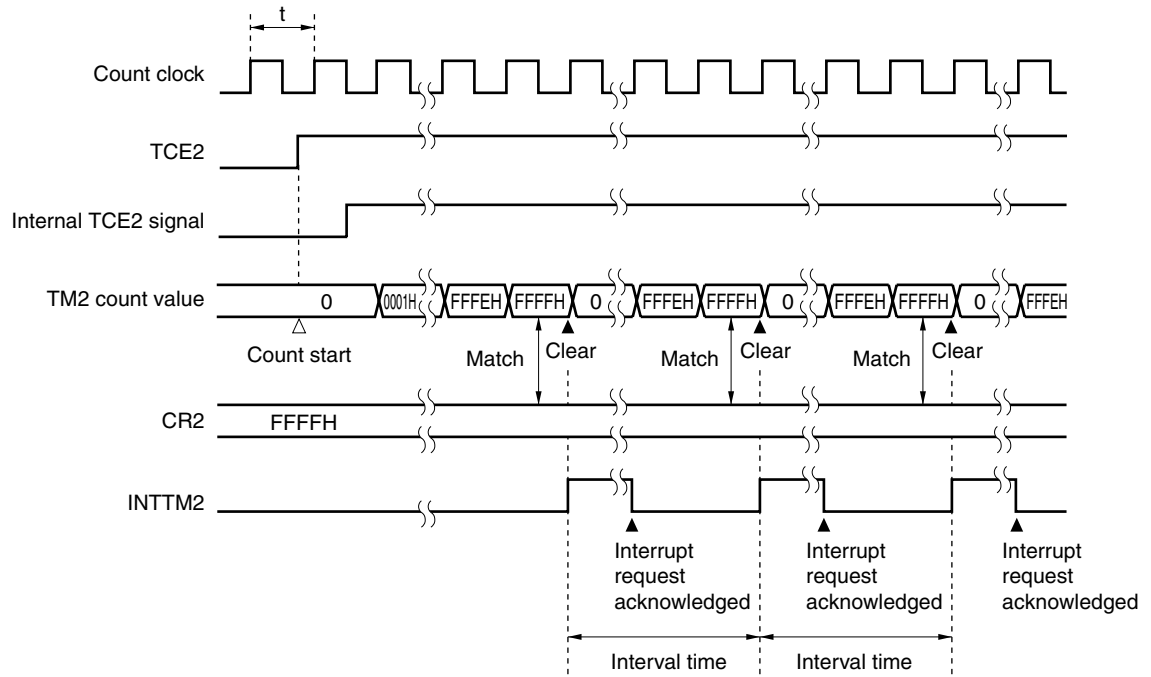 t
Count clock
TCE2
Internal TCE2 signal
TM2 count value
0 0001H FFFEH FFFFH 0 FFFEH FFFFH 0 FFFEH FFFFH 0 FFFEH
Count start Match Clear Match Clear Match Clear
CR2 FFFFH
INTTM2
Interrupt
request
acknowledged
Interrupt
request
acknowledged
Interrupt
request
acknowledged
Interval time Interval time